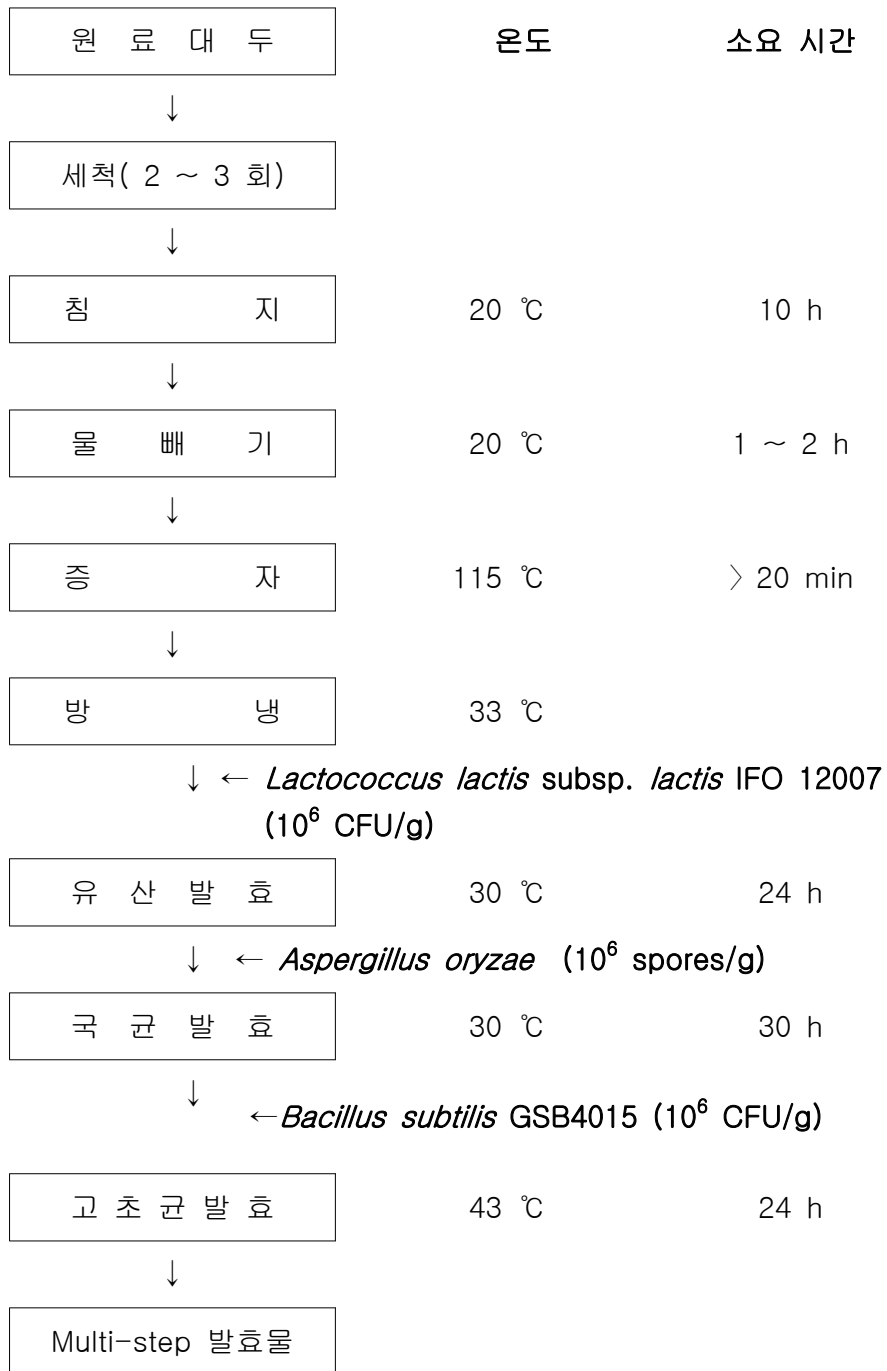 원 료 대 두 온도 소요 시간
↓
세척( 2 ~ 3 회)
↓
침 지 20 ℃ 10 h
↓
물 빼 기 20 ℃ 1 ~ 2 h
↓
증 자 115 ℃ 〉20 min
↓
방 냉 33 ℃
↓ ← Lactococcus lactis subsp. lactis IFO 12007
(10⁶ CFU/g)
유 산 발 효 30 ℃ 24 h
↓ ← Aspergillus oryzae (10⁶ spores/g)
국 균 발 효 30 ℃ 30 h
↓
←Bacillus subtilis GSB4015 (10⁶ CFU/g)
고 초 균 발 효 43 ℃ 24 h
↓
Multi-step 발효물